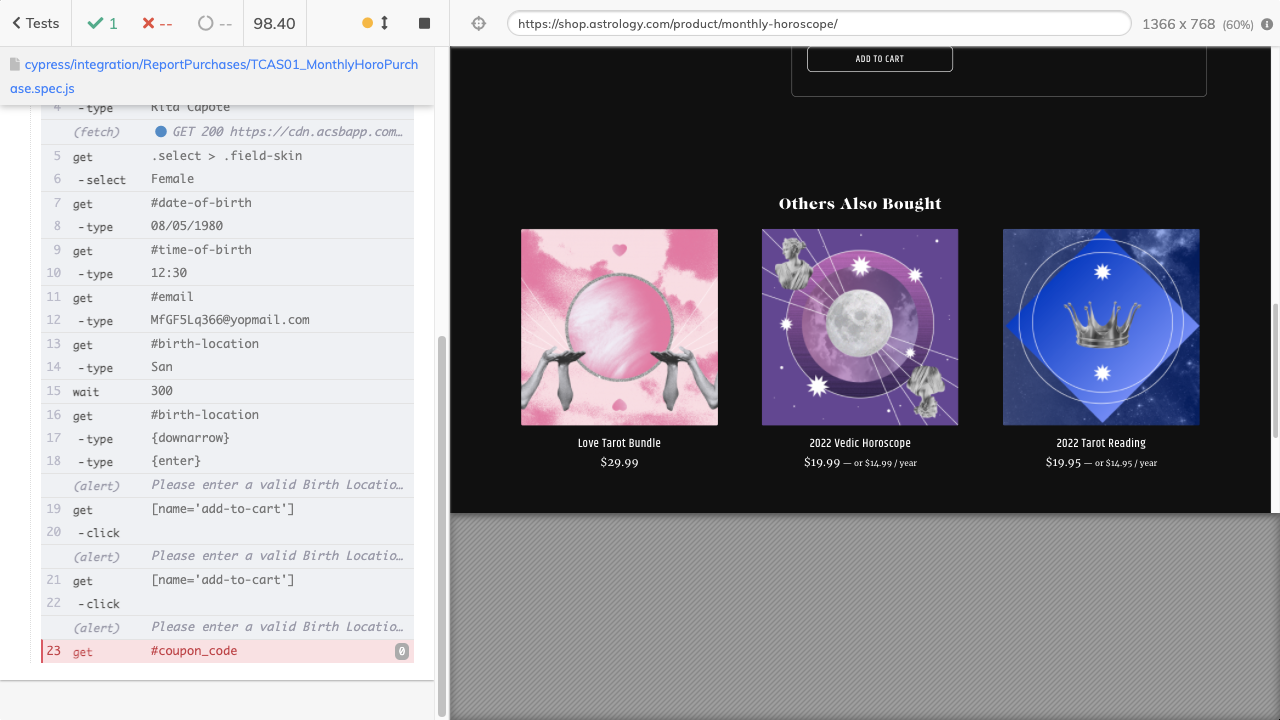 Tests
1
--
--
98.40
https://shop.astrology.com/product/monthly-horoscope/
1366 x 768 (60%)
cypress/integration/ReportPurchases/TCAS01_MonthlyHoroPurch
ase.spec.js
4 -type Rita Capote
(fetch) GET 200 https://cdn.acsbapp.com…
5 get .select > .field-skin
6 -select Female
7 get #date-of-birth
8 -type 08/05/1980
9 get #time-of-birth
10 -type 12:30
11 get #email
12 -type MfGF5Lq366@yopmail.com
13 get #birth-location
14 -type San
15 wait 300
16 get #birth-location
17 -type {downarrow}
18 -type {enter}
(alert) Please enter a valid Birth Locatio…
19 get [name='add-to-cart']
20 -click
(alert) Please enter a valid Birth Locatio…
21 get [name='add-to-cart']
22 -click
(alert) Please enter a valid Birth Locatio…
23 get #coupon_code 0
ADD TO CART
Others Also Bought
Love Tarot Bundle
$29.99
2022 Vedic Horoscope
$19.99 — or $14.99 / year
2022 Tarot Reading
$19.95 — or $14.95 / year